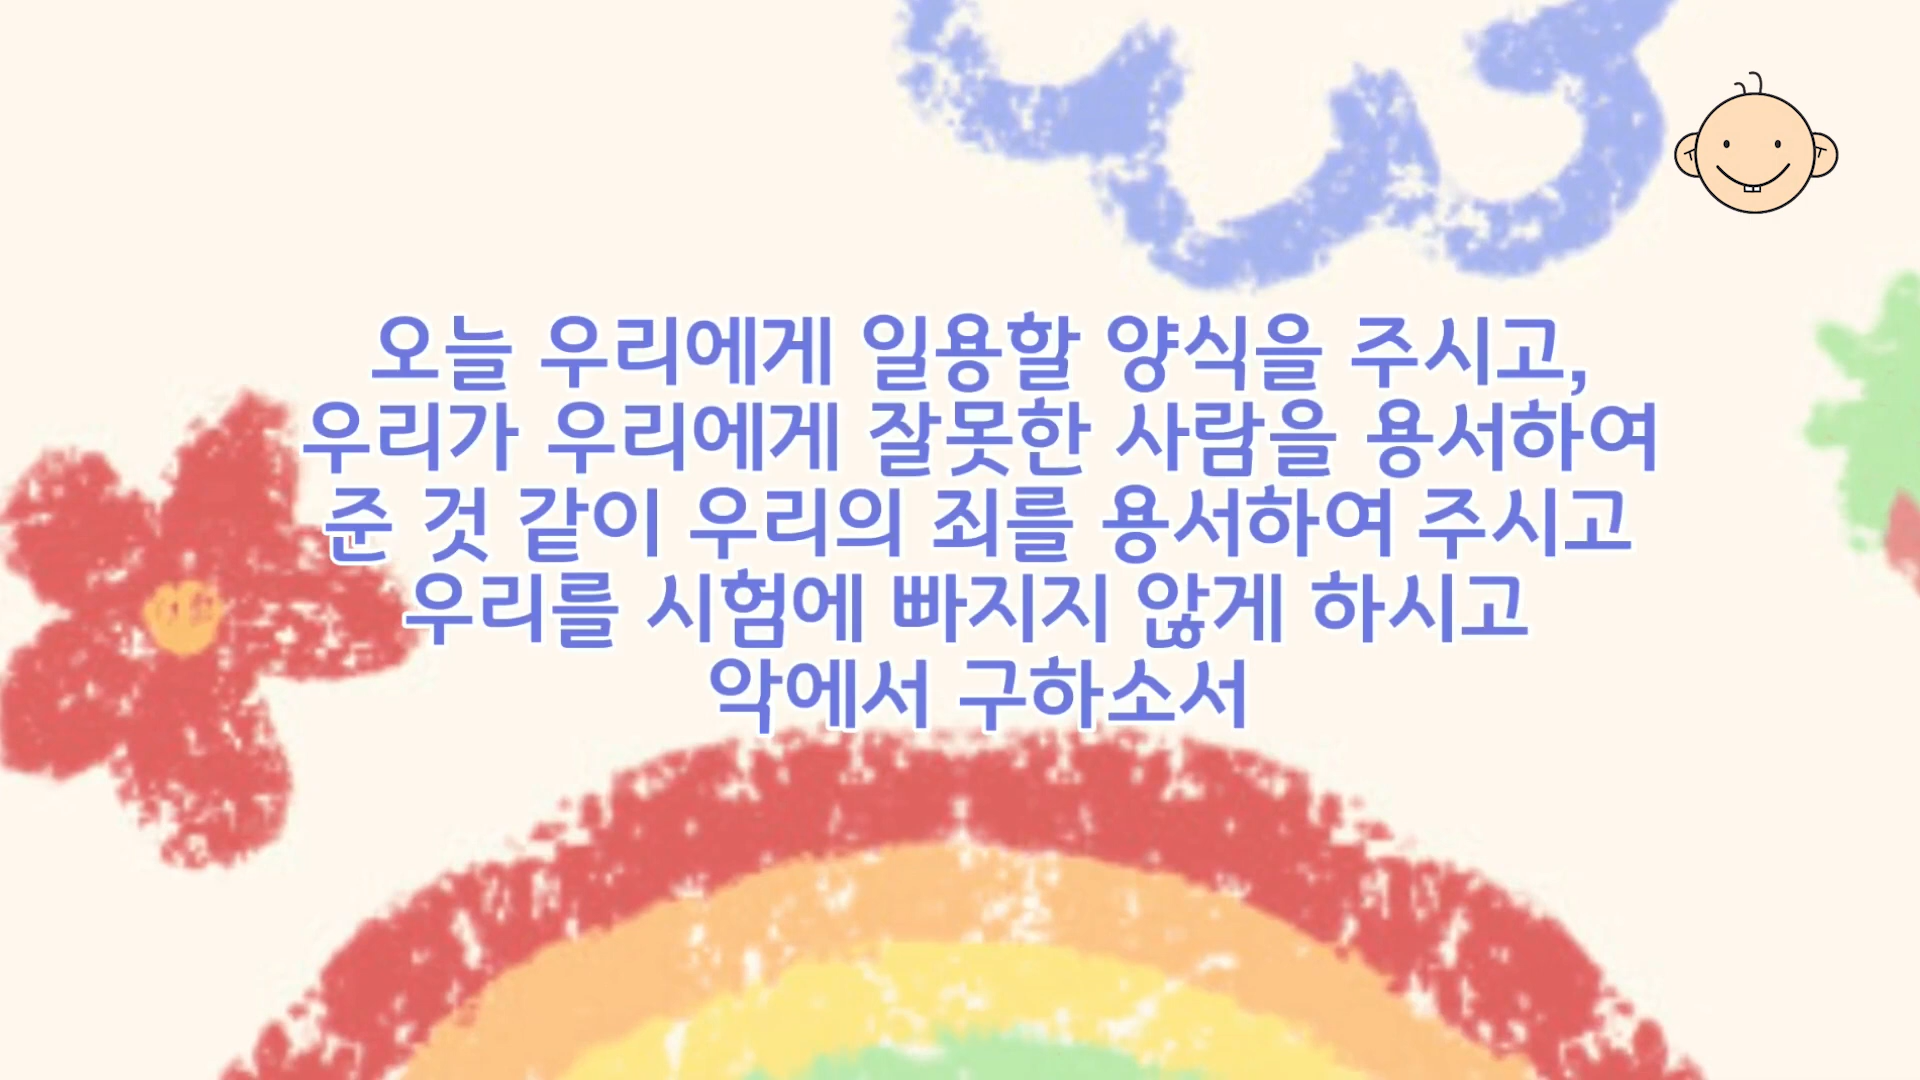 오늘 우리에게 일용할 양식을 주시고,
우리가 우리에게 잘못한 사람을 용서하여
준 것 같이 우리의 죄를 용서하여 주시고
우리를 시험에 빠지지 않게 하시고
악에서 구하소서